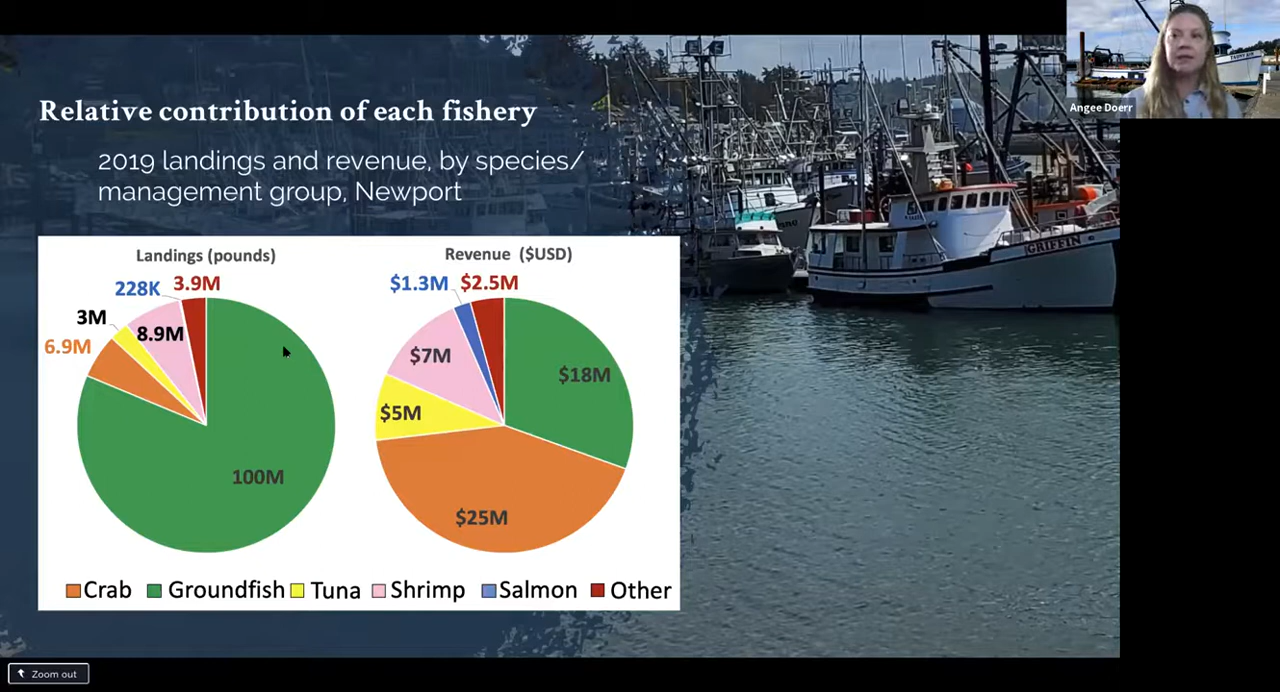 Relative contribution of each fishery
2019 landings and revenue, by species/
management group, Newport
Landings (pounds)
228K 3.9M
3M
8.9M
6.9M
100M
Revenue ($USD)
$1.3M $2.5M
$7M
$18M
$5M
$25M
Crab Groundfish Tuna Shrimp Salmon Other
GRIFFIN
Angee Doerr
Zoom out